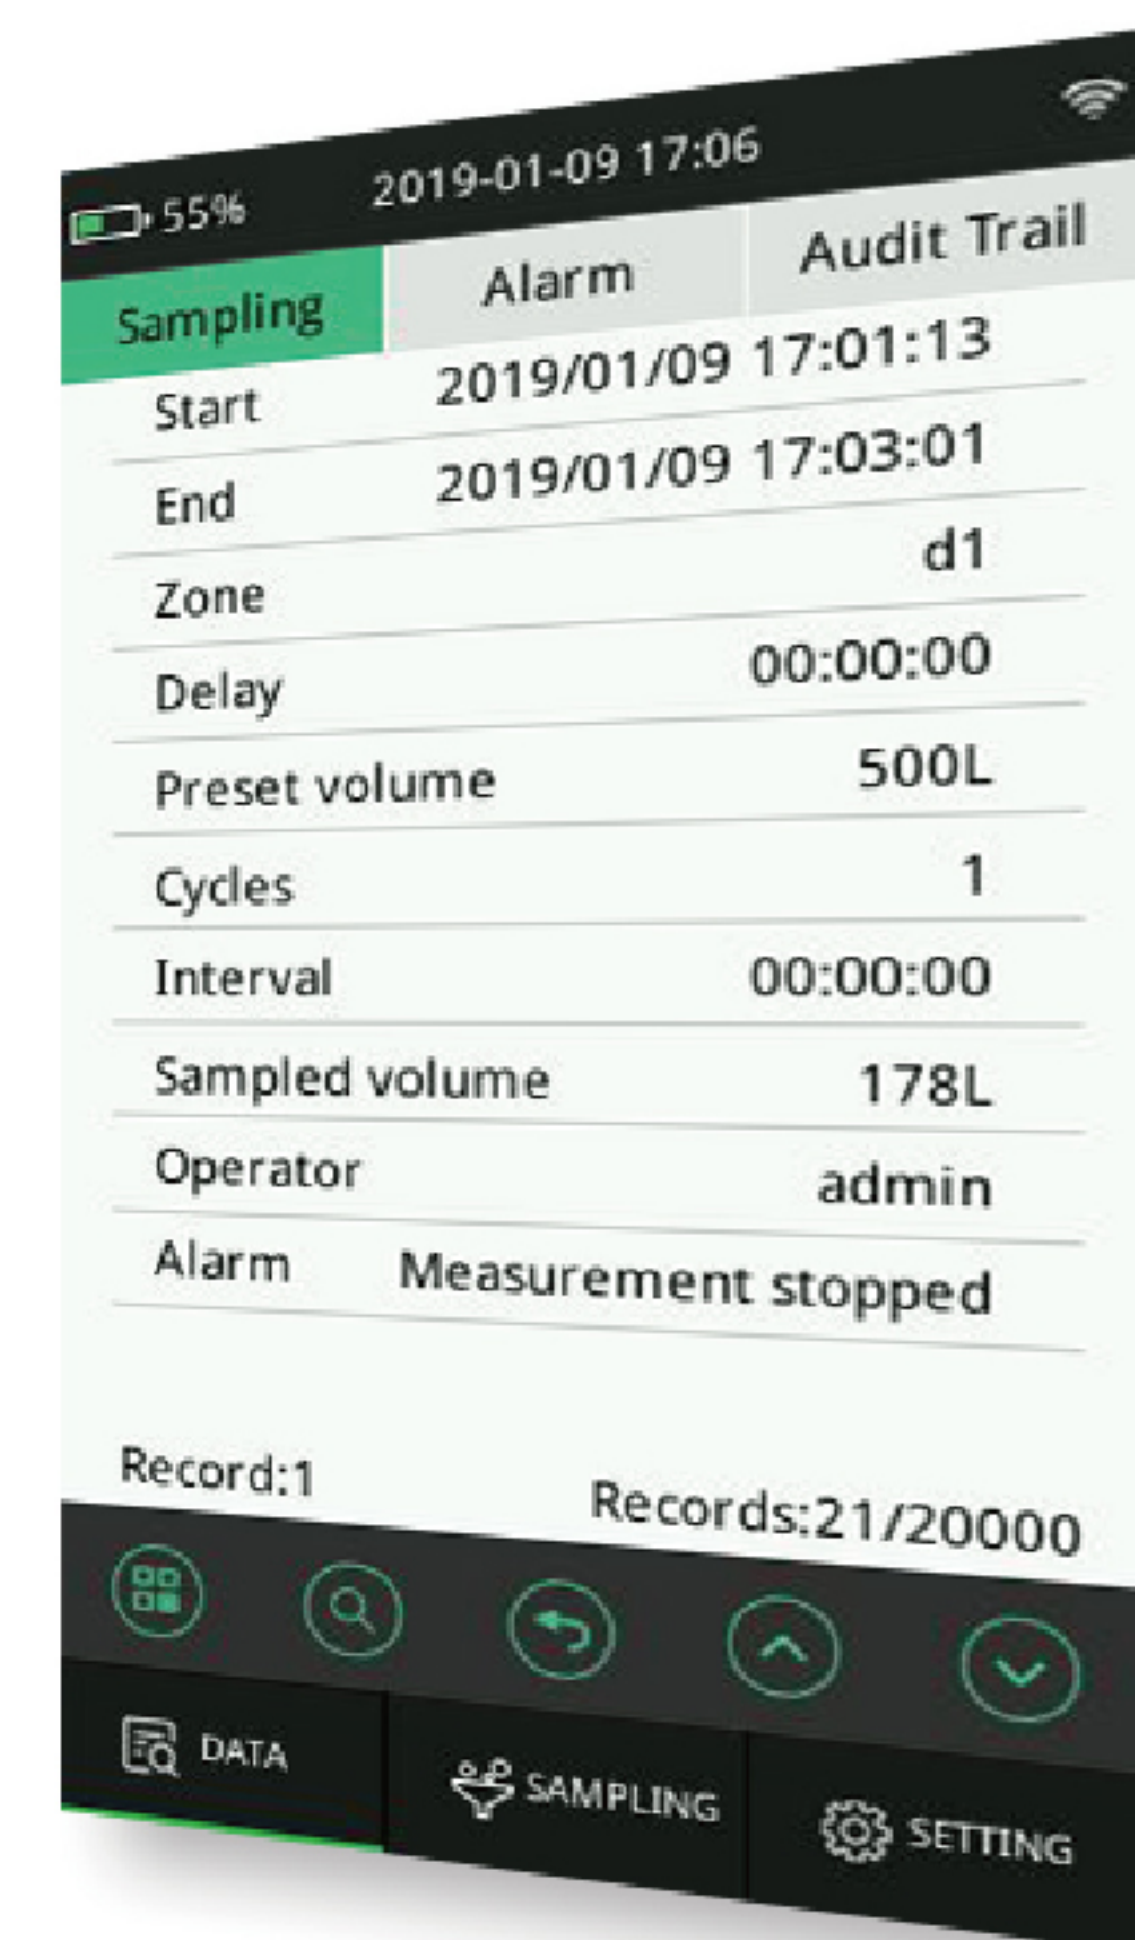 55% 2019-01-09 17:06
Sampling Alarm Audit Trail
Start 2019/01/09 17:01:13
End 2019/01/09 17:03:01
Zone d1
Delay 00:00:00
Preset volume 500L
Cycles 1
Interval 00:00:00
Sampled volume 178L
Operator admin
Alarm Measurement stopped
Record:1 Records:21/20000
DATA SAMPLING SETTING